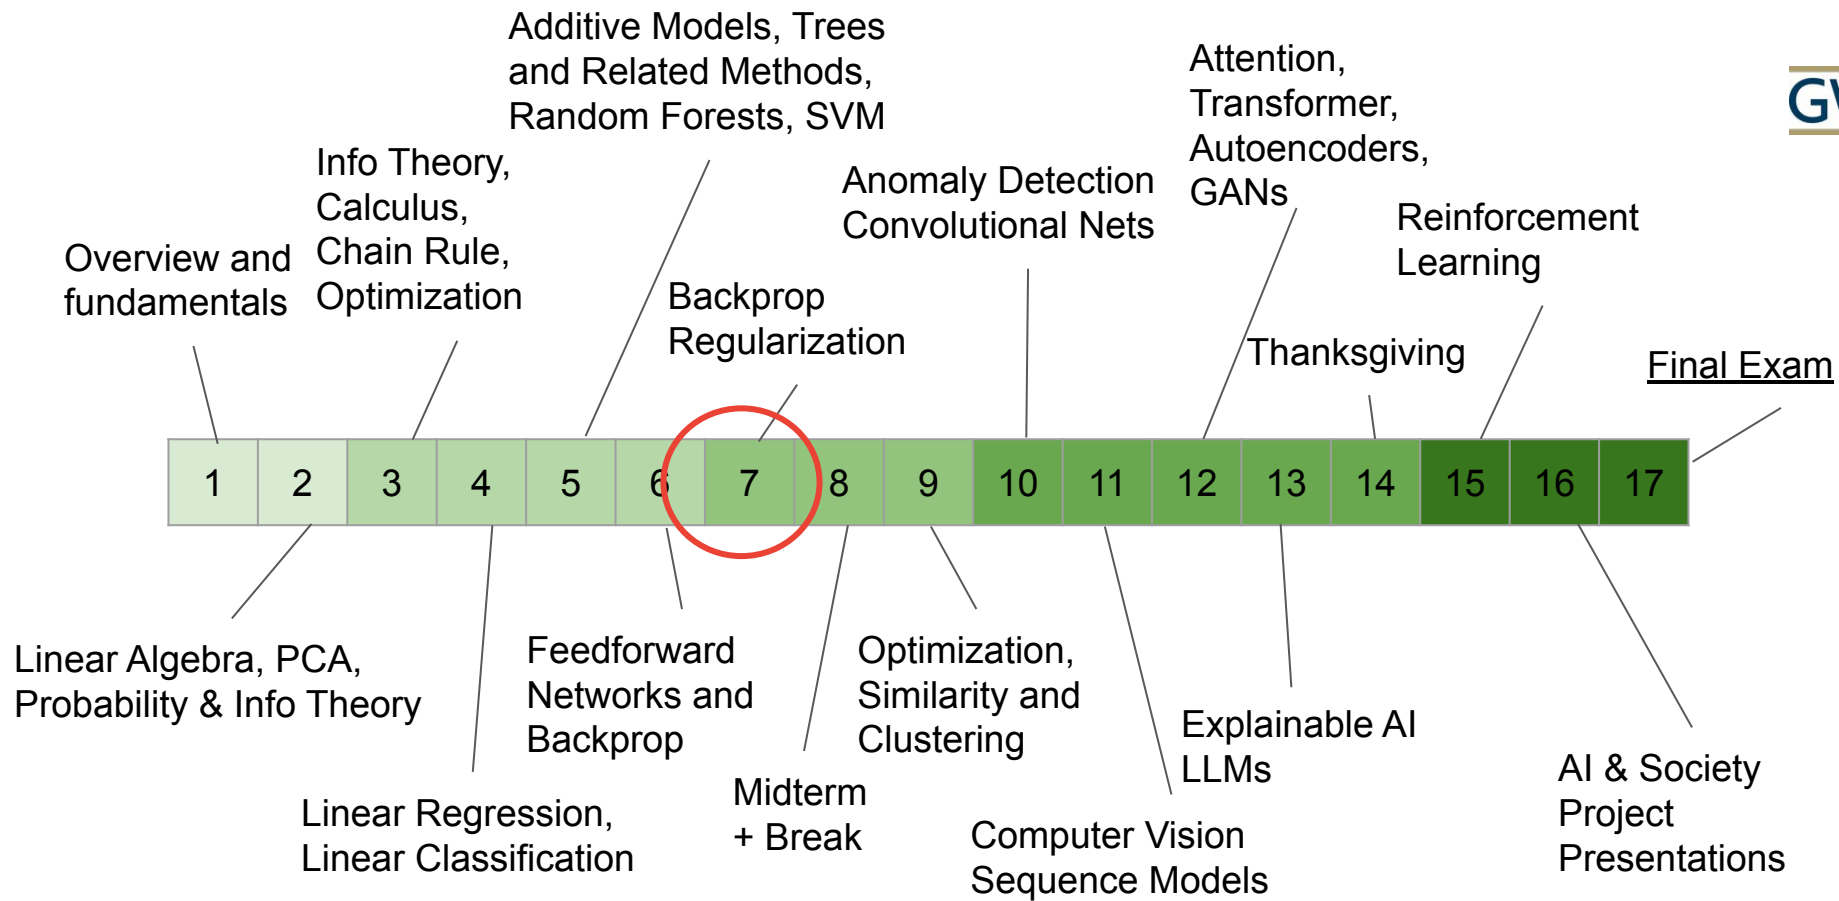 Additive Models, Trees
and Related Methods,
Random Forests, SVM
Attention,
Transformer,
Autoencoders,
GANs
Info Theory,
Calculus,
Chain Rule,
Optimization
Anomaly Detection
Convolutional Nets
Reinforcement
Learning
Overview and
fundamentals
Backprop
Regularization
Thanksgiving
Final Exam
1 2 3 4 5 6 7 8 9 10 11 12 13 14 15 16 17
Linear Algebra, PCA,
Probability & Info Theory
Feedforward
Networks and
Backprop
Optimization,
Similarity and
Clustering
Explainable AI
LLMs
AI & Society
Project
Presentations
Linear Regression,
Linear Classification
Midterm
+ Break
Computer Vision
Sequence Models